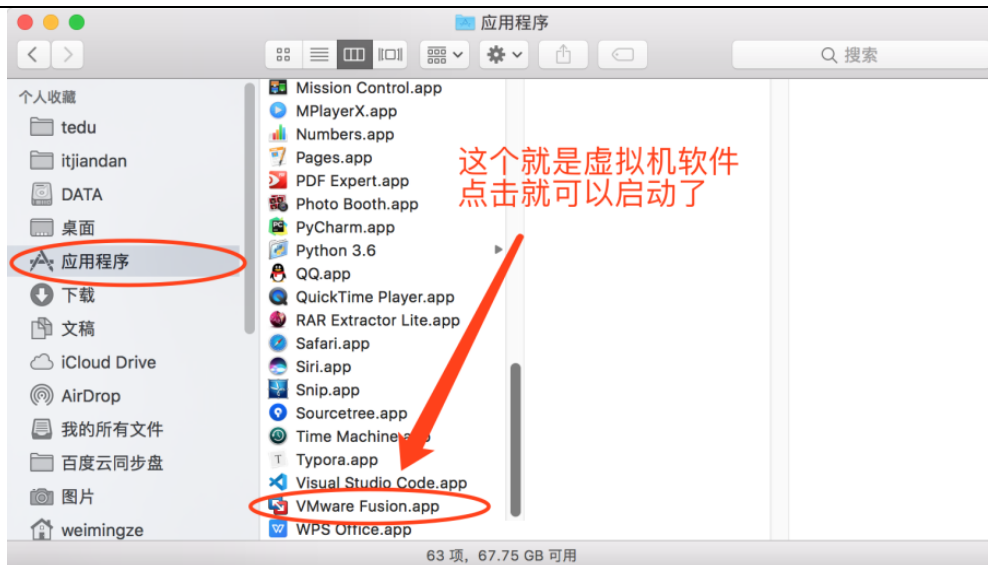 应用程序
搜索
个人收藏
tedu
itjiandan
DATA
桌面
应用程序
下载
文稿
iCloud Drive
AirDrop
我的所有文件
百度云同步盘
图片
weimingze
Mission Control.app
MPlayerX.app
Numbers.app
Pages.app
PDF Expert.app
Photo Booth.app
PyCharm.app
Python 3.6
QQ.app
QuickTime Player.app
RAR Extractor Lite.app
Safari.app
Siri.app
Snip.app
Sourcetree.app
Time Machine.app
Typora.app
Visual Studio Code.app
VMware Fusion.app
WPS Office.app
这个就是虚拟机软件
点击就可以启动了
63 项，67.75 GB 可用